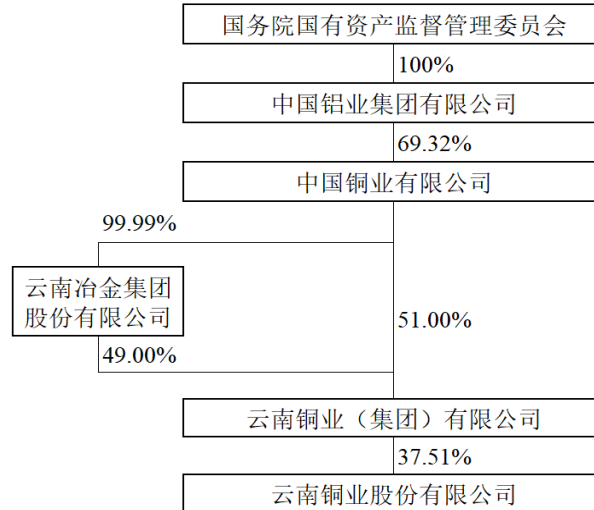 国务院国有资产监督管理委员会
100%
中国铝业集团有限公司
69.32%
中国铜业有限公司
99.99%
云南冶金集团
股份有限公司
51.00%
49.00%
云南铜业（集团）有限公司
37.51%
云南铜业股份有限公司